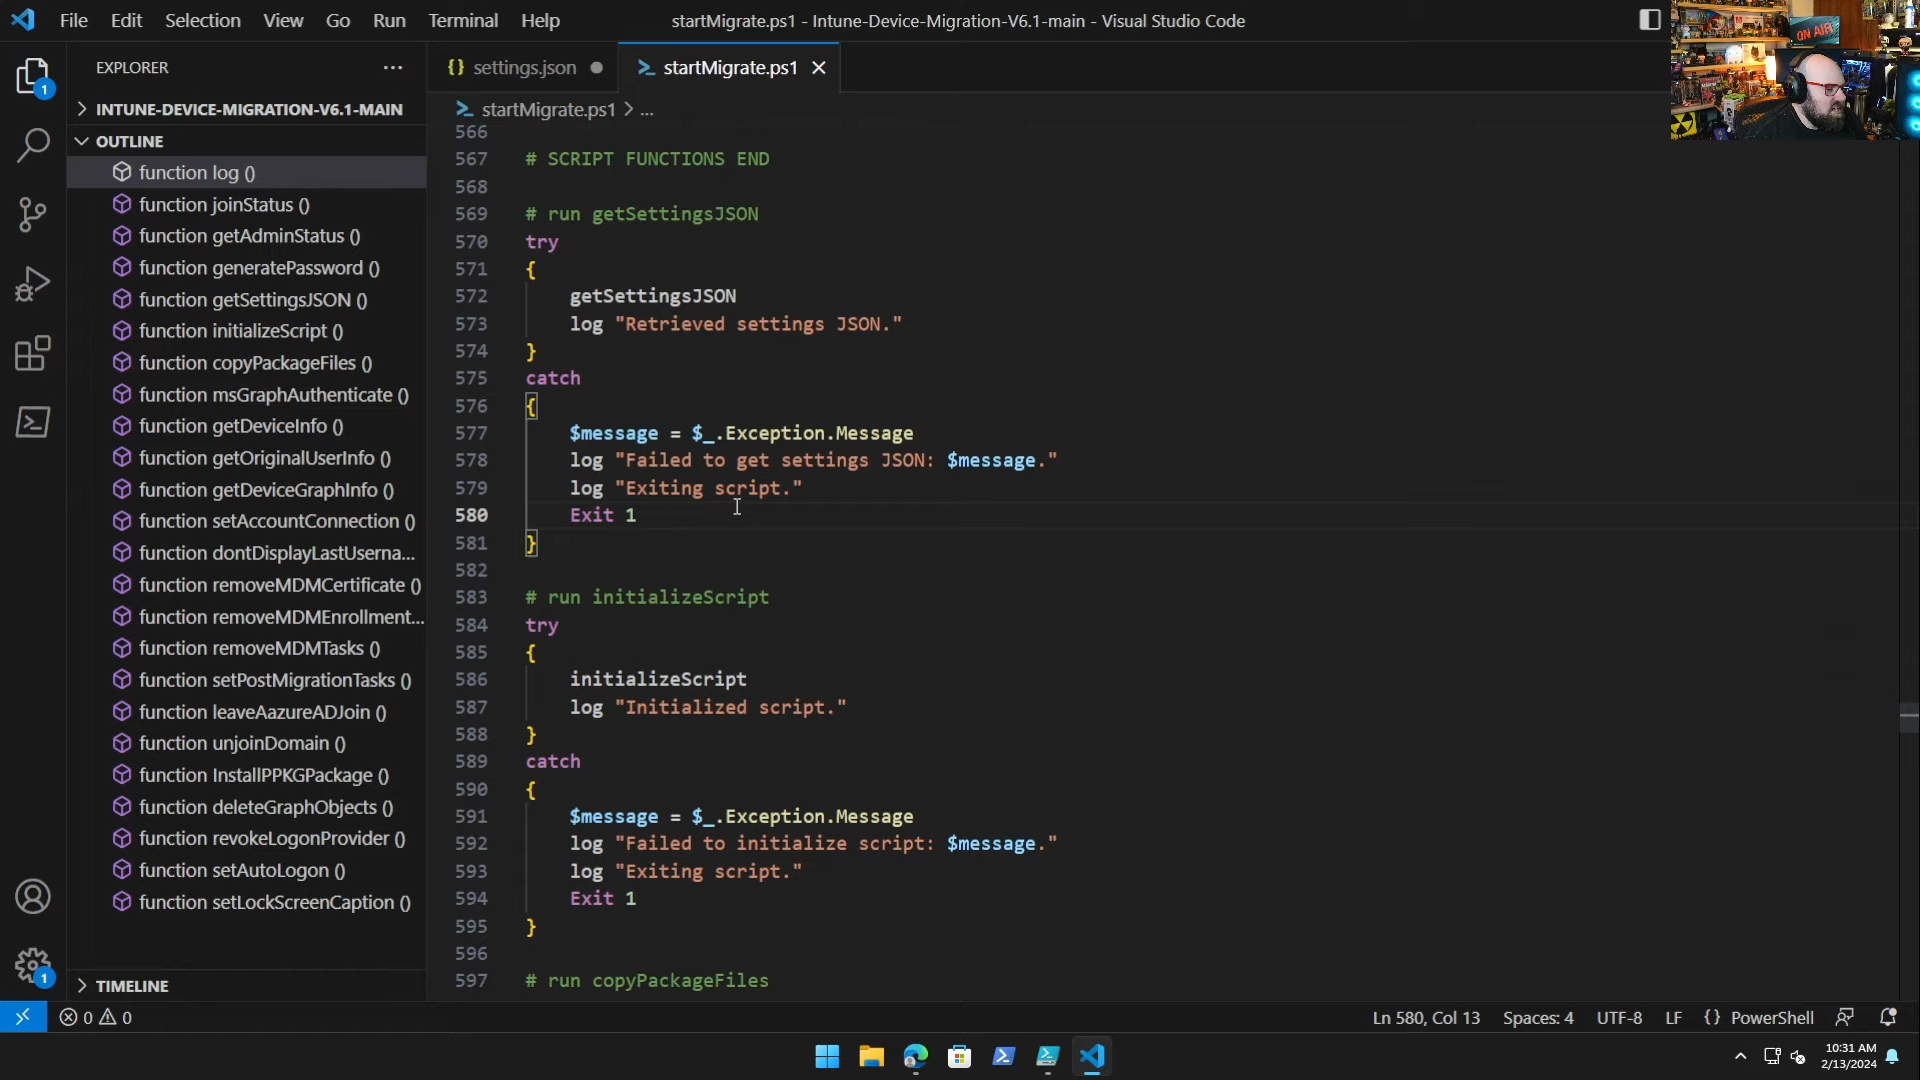 File Edit Selection View Go Run Terminal Help
startMigrate.ps1 - Intune-Device-Migration-V6.1-main - Visual Studio Code
ON AIR
EXPLORER
{} settings.json
startMigrate.ps1
INTUNE-DEVICE-MIGRATION-V6.1-MAIN
startMigrate.ps1 > ...
OUTLINE
function log ()
function joinStatus ()
function getAdminStatus ()
function generatePassword ()
function getSettingsJSON ()
function initializeScript ()
function copyPackageFiles ()
function msGraphAuthenticate ()
function getDeviceInfo ()
function getOriginalUserInfo ()
function getDeviceGraphInfo ()
function setAccountConnection ()
function dontDisplayLastUserna...
function removeMDMCertificate ()
function removeMDMEnrollment...
function removeMDMTasks ()
function setPostMigrationTasks ()
function leaveAazureADJoin ()
function unjoinDomain ()
function InstallPPKGPackage ()
function deleteGraphObjects ()
function revokeLogonProvider ()
function setAutoLogon ()
function setLockScreenCaption ()
TIMELINE
566
567 # SCRIPT FUNCTIONS END
568
569 # run getSettingsJSON
570 try
571 {
572 getSettingsJSON
573 log "Retrieved settings JSON."
574 }
575 catch
576 {
577 $message = $_.Exception.Message
578 log "Failed to get settings JSON: $message."
579 log "Exiting script."
580 Exit 1
581 }
582
583 # run initializeScript
584 try
585 {
586 initializeScript
587 log "Initialized script."
588 }
589 catch
590 {
591 $message = $_.Exception.Message
592 log "Failed to initialize script: $message."
593 log "Exiting script."
594 Exit 1
595 }
596
597 # run copyPackageFiles
1
1
0 0
Ln 580, Col 13 Spaces: 4 UTF-8 LF {} PowerShell
10:31 AM
2/13/2024